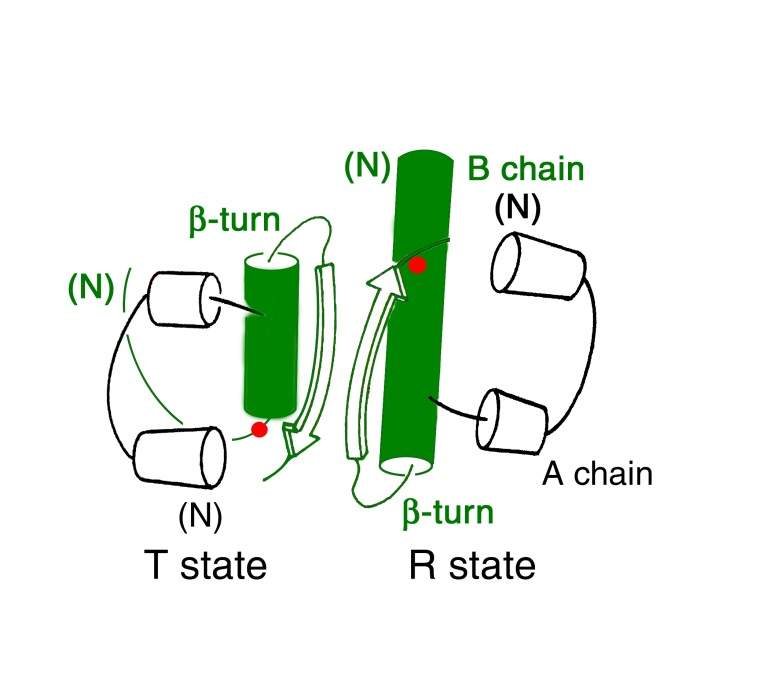 (N)
B chain
(N)
β-turn
(N)
A chain
(N)
β-turn
T state
R state